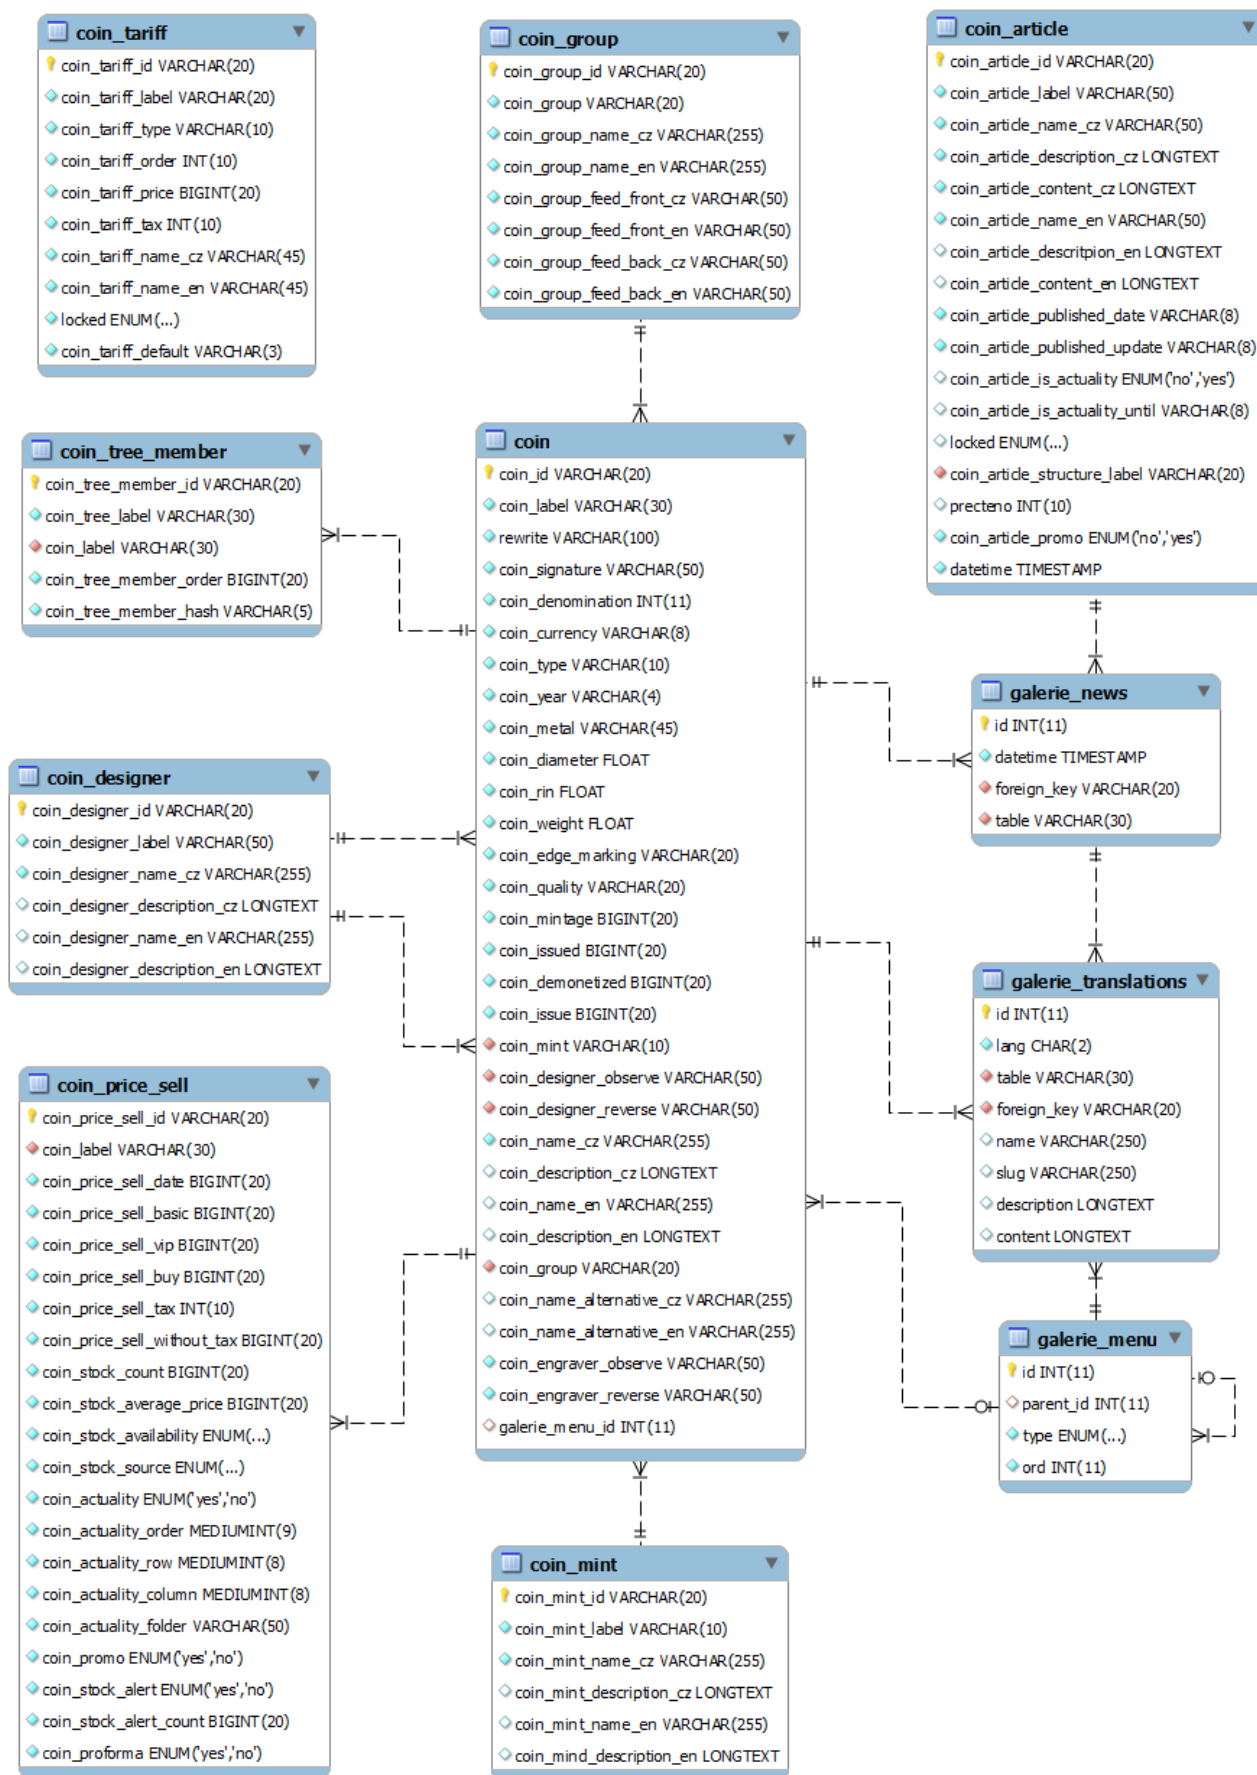 coin_tariff
coin_tariff_id VARCHAR(20)
coin_tariff_label VARCHAR(20)
coin_tariff_type VARCHAR(10)
coin_tariff_order INT(10)
coin_tariff_price BIGINT(20)
coin_tariff_tax INT(10)
coin_tariff_name_cz VARCHAR(45)
coin_tariff_name_en VARCHAR(45)
locked ENUM(...)
coin_tariff_default VARCHAR(3)
coin_group
coin_group_id VARCHAR(20)
coin_group VARCHAR(20)
coin_group_name_cz VARCHAR(255)
coin_group_name_en VARCHAR(255)
coin_group_feed_front_cz VARCHAR(50)
coin_group_feed_front_en VARCHAR(50)
coin_group_feed_back_cz VARCHAR(50)
coin_group_feed_back_en VARCHAR(50)
coin_article
coin_article_id VARCHAR(20)
coin_article_label VARCHAR(50)
coin_article_name_cz VARCHAR(50)
coin_article_description_cz LONGTEXT
coin_article_content_cz LONGTEXT
coin_article_name_en VARCHAR(50)
coin_article_descritpion_en LONGTEXT
coin_article_content_en LONGTEXT
coin_article_published_date VARCHAR(8)
coin_article_published_update VARCHAR(8)
coin_article_is_actuality ENUM('no','yes')
coin_article_is_actuality_until VARCHAR(8)
locked ENUM(...)
coin_article_structure_label VARCHAR(20)
precteno INT(10)
coin_article_promo ENUM('no','yes')
datetime TIMESTAMP
coin_tree_member
coin_tree_member_id VARCHAR(20)
coin_tree_label VARCHAR(30)
coin_label VARCHAR(30)
coin_tree_member_order BIGINT(20)
coin_tree_member_hash VARCHAR(5)
coin
coin_id VARCHAR(20)
coin_label VARCHAR(30)
rewrite VARCHAR(100)
coin_signature VARCHAR(50)
coin_denomination INT(11)
coin_currency VARCHAR(8)
coin_type VARCHAR(10)
coin_year VARCHAR(4)
coin_metal VARCHAR(45)
coin_diameter FLOAT
coin_rin FLOAT
coin_weight FLOAT
coin_edge_marking VARCHAR(20)
coin_quality VARCHAR(20)
coin_mintage BIGINT(20)
coin_issued BIGINT(20)
coin_demonetized BIGINT(20)
coin_issue BIGINT(20)
coin_mint VARCHAR(10)
coin_designer_observe VARCHAR(50)
coin_designer_reverse VARCHAR(50)
coin_name_cz VARCHAR(255)
coin_description_cz LONGTEXT
coin_name_en VARCHAR(255)
coin_description_en LONGTEXT
coin_group VARCHAR(20)
coin_name_alternative_cz VARCHAR(255)
coin_name_alternative_en VARCHAR(255)
coin_engraver_observe VARCHAR(50)
coin_engraver_reverse VARCHAR(50)
galerie_menu_id INT(11)
galerie_news
id INT(11)
datetime TIMESTAMP
foreign_key VARCHAR(20)
table VARCHAR(30)
coin_designer
coin_designer_id VARCHAR(20)
coin_designer_label VARCHAR(50)
coin_designer_name_cz VARCHAR(255)
coin_designer_description_cz LONGTEXT
coin_designer_name_en VARCHAR(255)
coin_designer_description_en LONGTEXT
galerie_translations
id INT(11)
lang CHAR(2)
table VARCHAR(30)
foreign_key VARCHAR(20)
name VARCHAR(250)
slug VARCHAR(250)
description LONGTEXT
content LONGTEXT
coin_price_sell
coin_price_sell_id VARCHAR(20)
coin_label VARCHAR(30)
coin_price_sell_date BIGINT(20)
coin_price_sell_basic BIGINT(20)
coin_price_sell_vip BIGINT(20)
coin_price_sell_buy BIGINT(20)
coin_price_sell_tax INT(10)
coin_price_sell_without_tax BIGINT(20)
coin_stock_count BIGINT(20)
coin_stock_average_price BIGINT(20)
coin_stock_availability ENUM(...)
coin_stock_source ENUM(...)
coin_actuality ENUM('yes','no')
coin_actuality_order MEDIUMINT(9)
coin_actuality_row MEDIUMINT(8)
coin_actuality_column MEDIUMINT(8)
coin_actuality_folder VARCHAR(50)
coin_promo ENUM('yes','no')
coin_stock_alert ENUM('yes','no')
coin_stock_alert_count BIGINT(20)
coin_proforma ENUM('yes','no')
galerie_menu
id INT(11)
parent_id INT(11)
type ENUM(...)
ord INT(11)
coin_mint
coin_mint_id VARCHAR(20)
coin_mint_label VARCHAR(10)
coin_mint_name_cz VARCHAR(255)
coin_mint_description_cz LONGTEXT
coin_mint_name_en VARCHAR(255)
coin_mind_description_en LONGTEXT